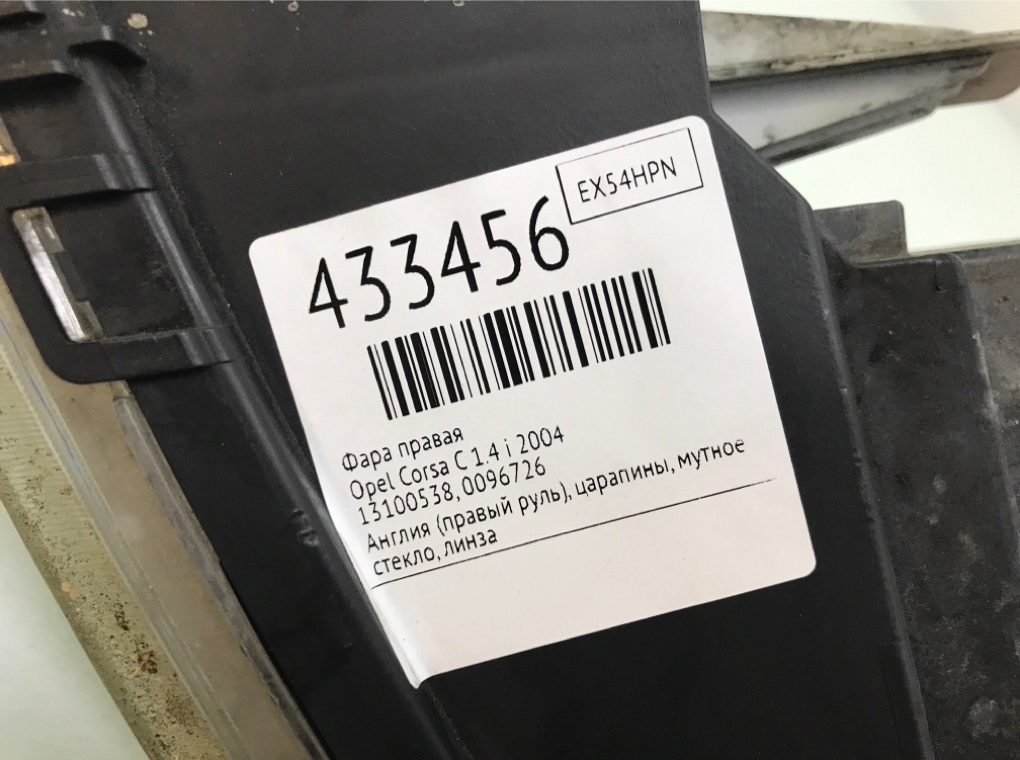 EX54HPN
433456
Фара правая
Opel Corsa C 1.4 i 2004
13100538, 0096726
Англия (правый руль), царапины, мутное
стекло, линза